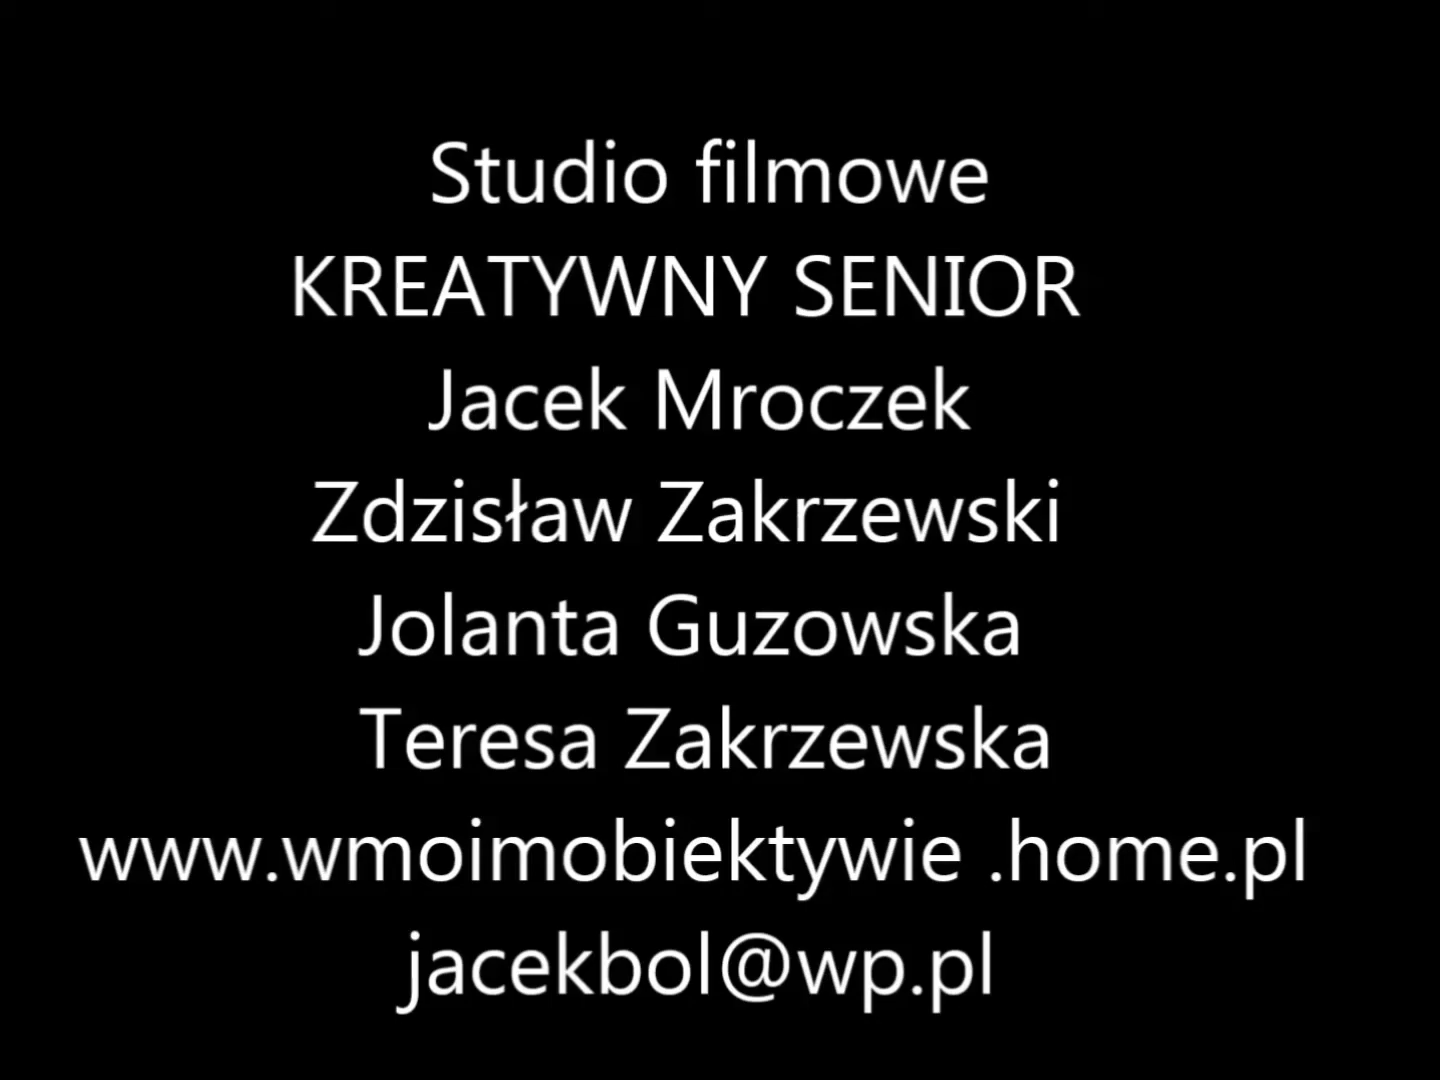 Studio filmowe
KREATYWNY SENIOR
Jacek Mroczek
Zdzisław Zakrzewski
Jolanta Guzowska
Teresa Zakrzewska
www.wmoimobiektywie .home.pl
jacekbol@wp.pl